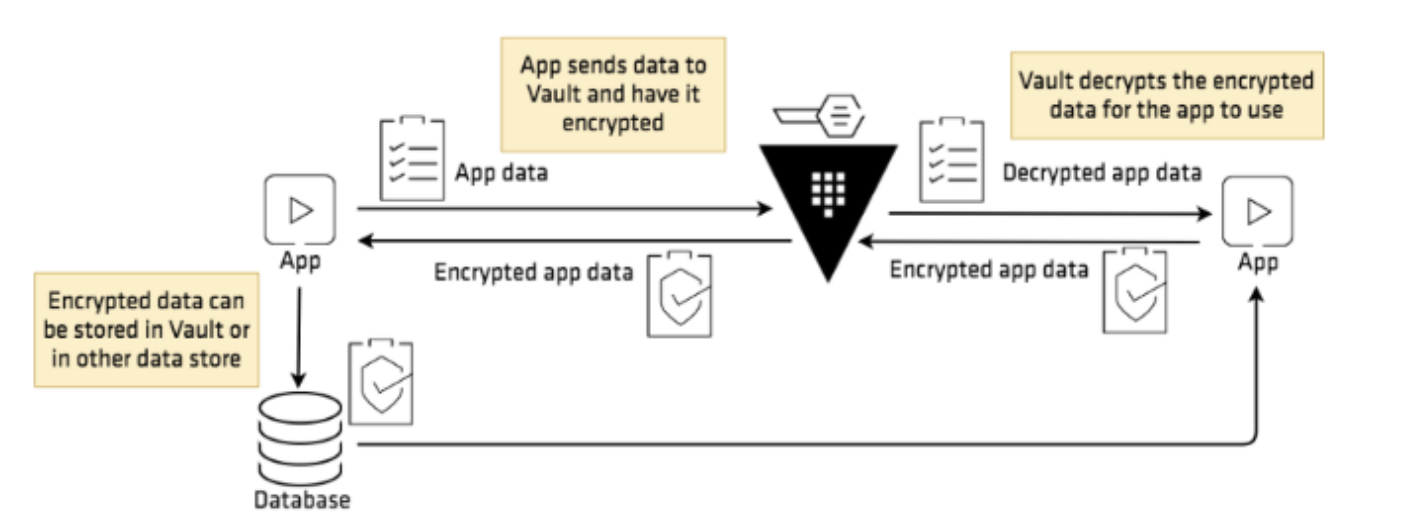 App sends data to
Vault and have it
encrypted
Vault decrypts the encrypted
data for the app to use
App data
Decrypted app data
App
Encrypted app data
Encrypted app data
App
Encrypted data can
be stored in Vault or
in other data store
Database